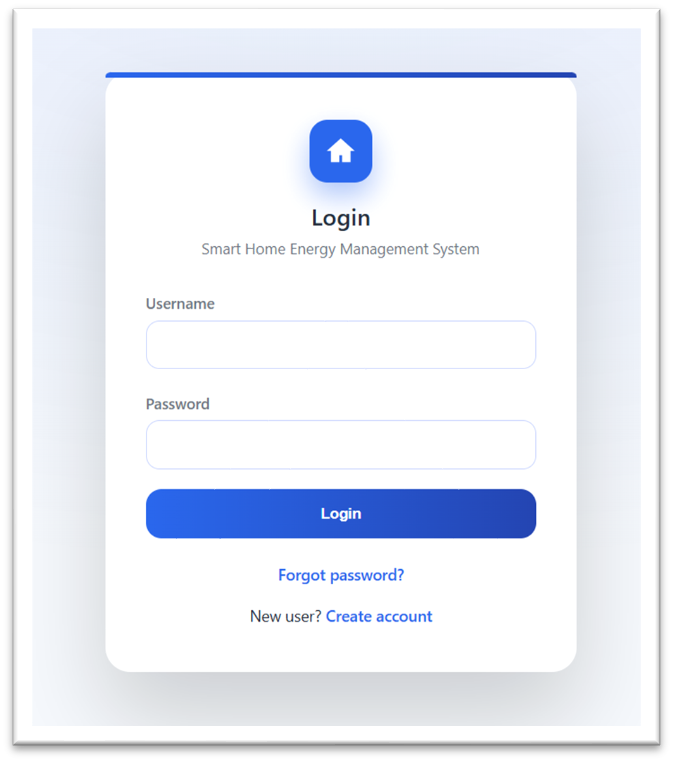 Login
Smart Home Energy Management System
Username
Password
Login
Forgot password?
New user? Create account